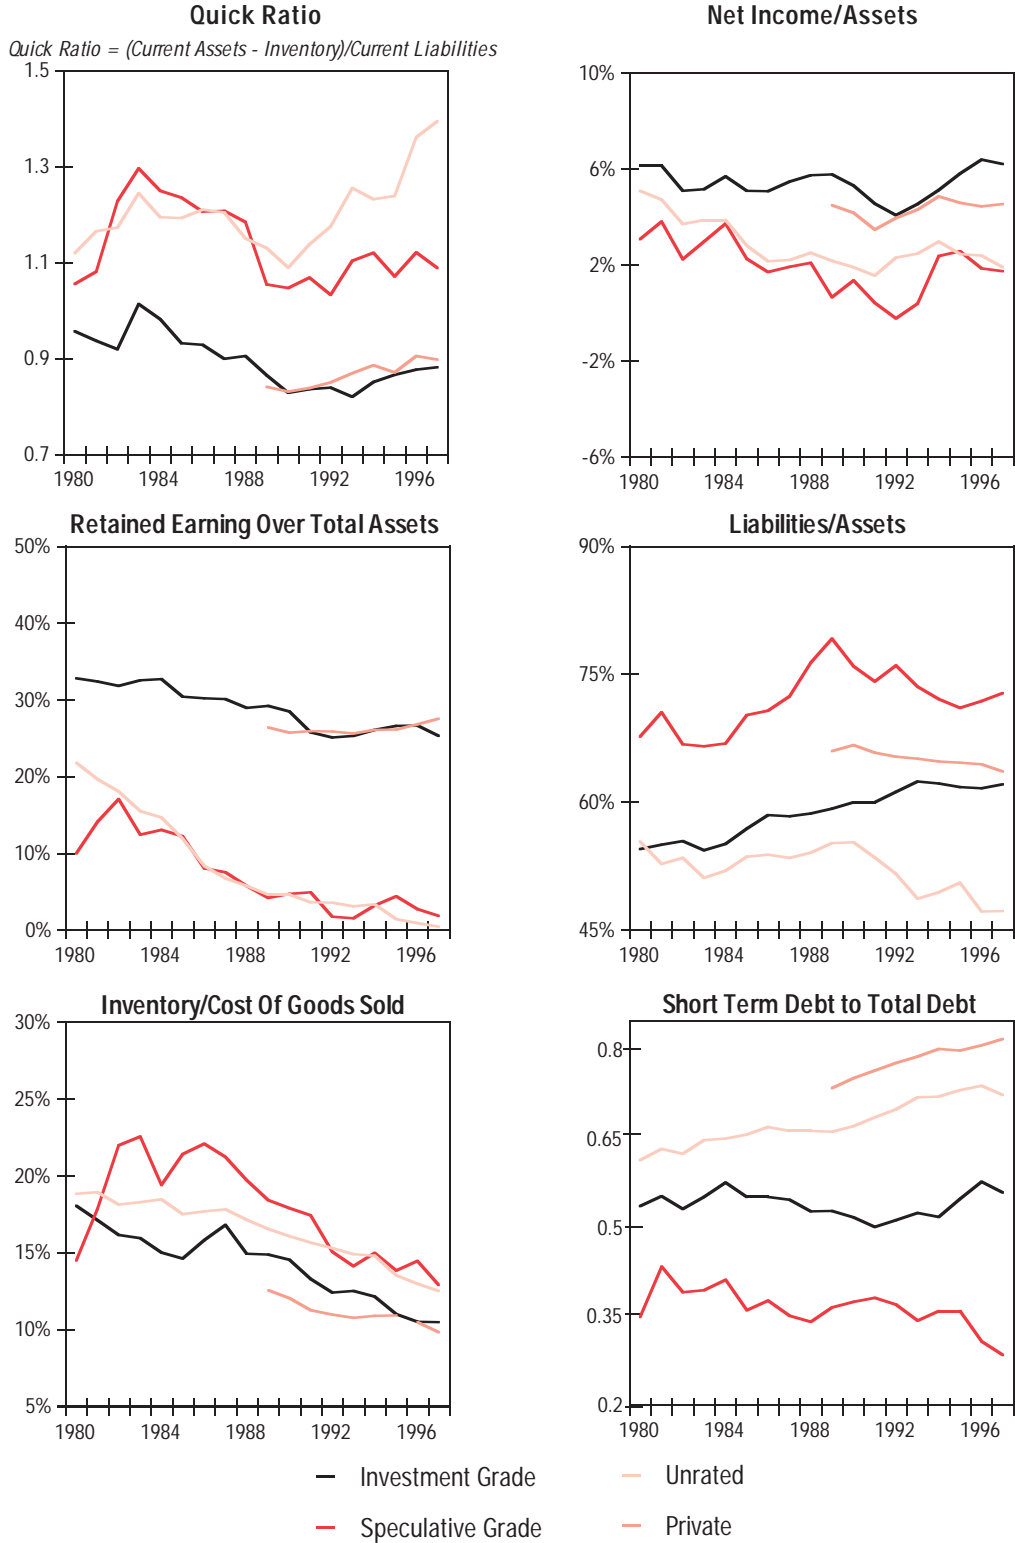 Quick Ratio
Quick Ratio = (Current Assets - Inventory)/Current Liabilities
1.5
1.3
1.1
0.9
0.7
1980 1984 1988 1992 1996
Net Income/Assets
10%
6%
2%
-2%
-6%
1980 1984 1988 1992 1996
Retained Earning Over Total Assets
50%
40%
30%
20%
10%
0%
1980 1984 1988 1992 1996
Liabilities/Assets
90%
75%
60%
45%
1980 1984 1988 1992 1996
Inventory/Cost Of Goods Sold
30%
25%
20%
15%
10%
5%
1980 1984 1988 1992 1996
Short Term Debt to Total Debt
0.8
0.65
0.5
0.35
0.2
1980 1984 1988 1992 1996
Investment Grade
Unrated
Speculative Grade
Private